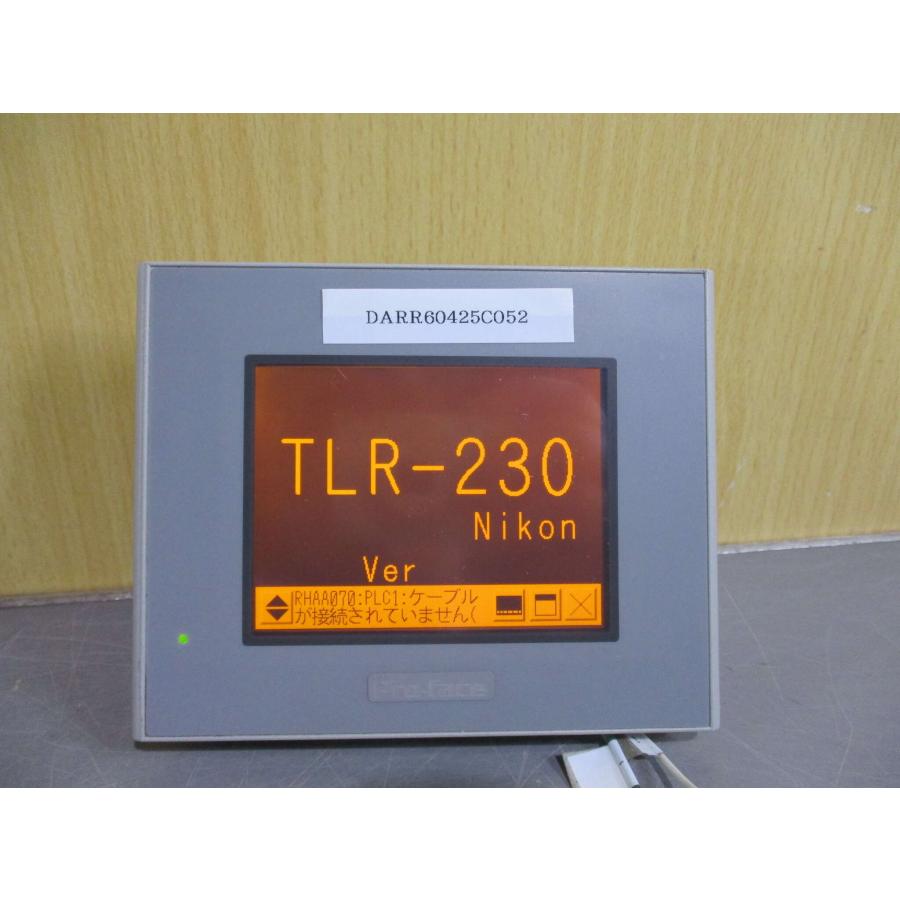 DARR60425C052
TLR-230
Nikon
Ver
RHAA070:PLC1:ケーブル
が接続されていません(
Pro-face